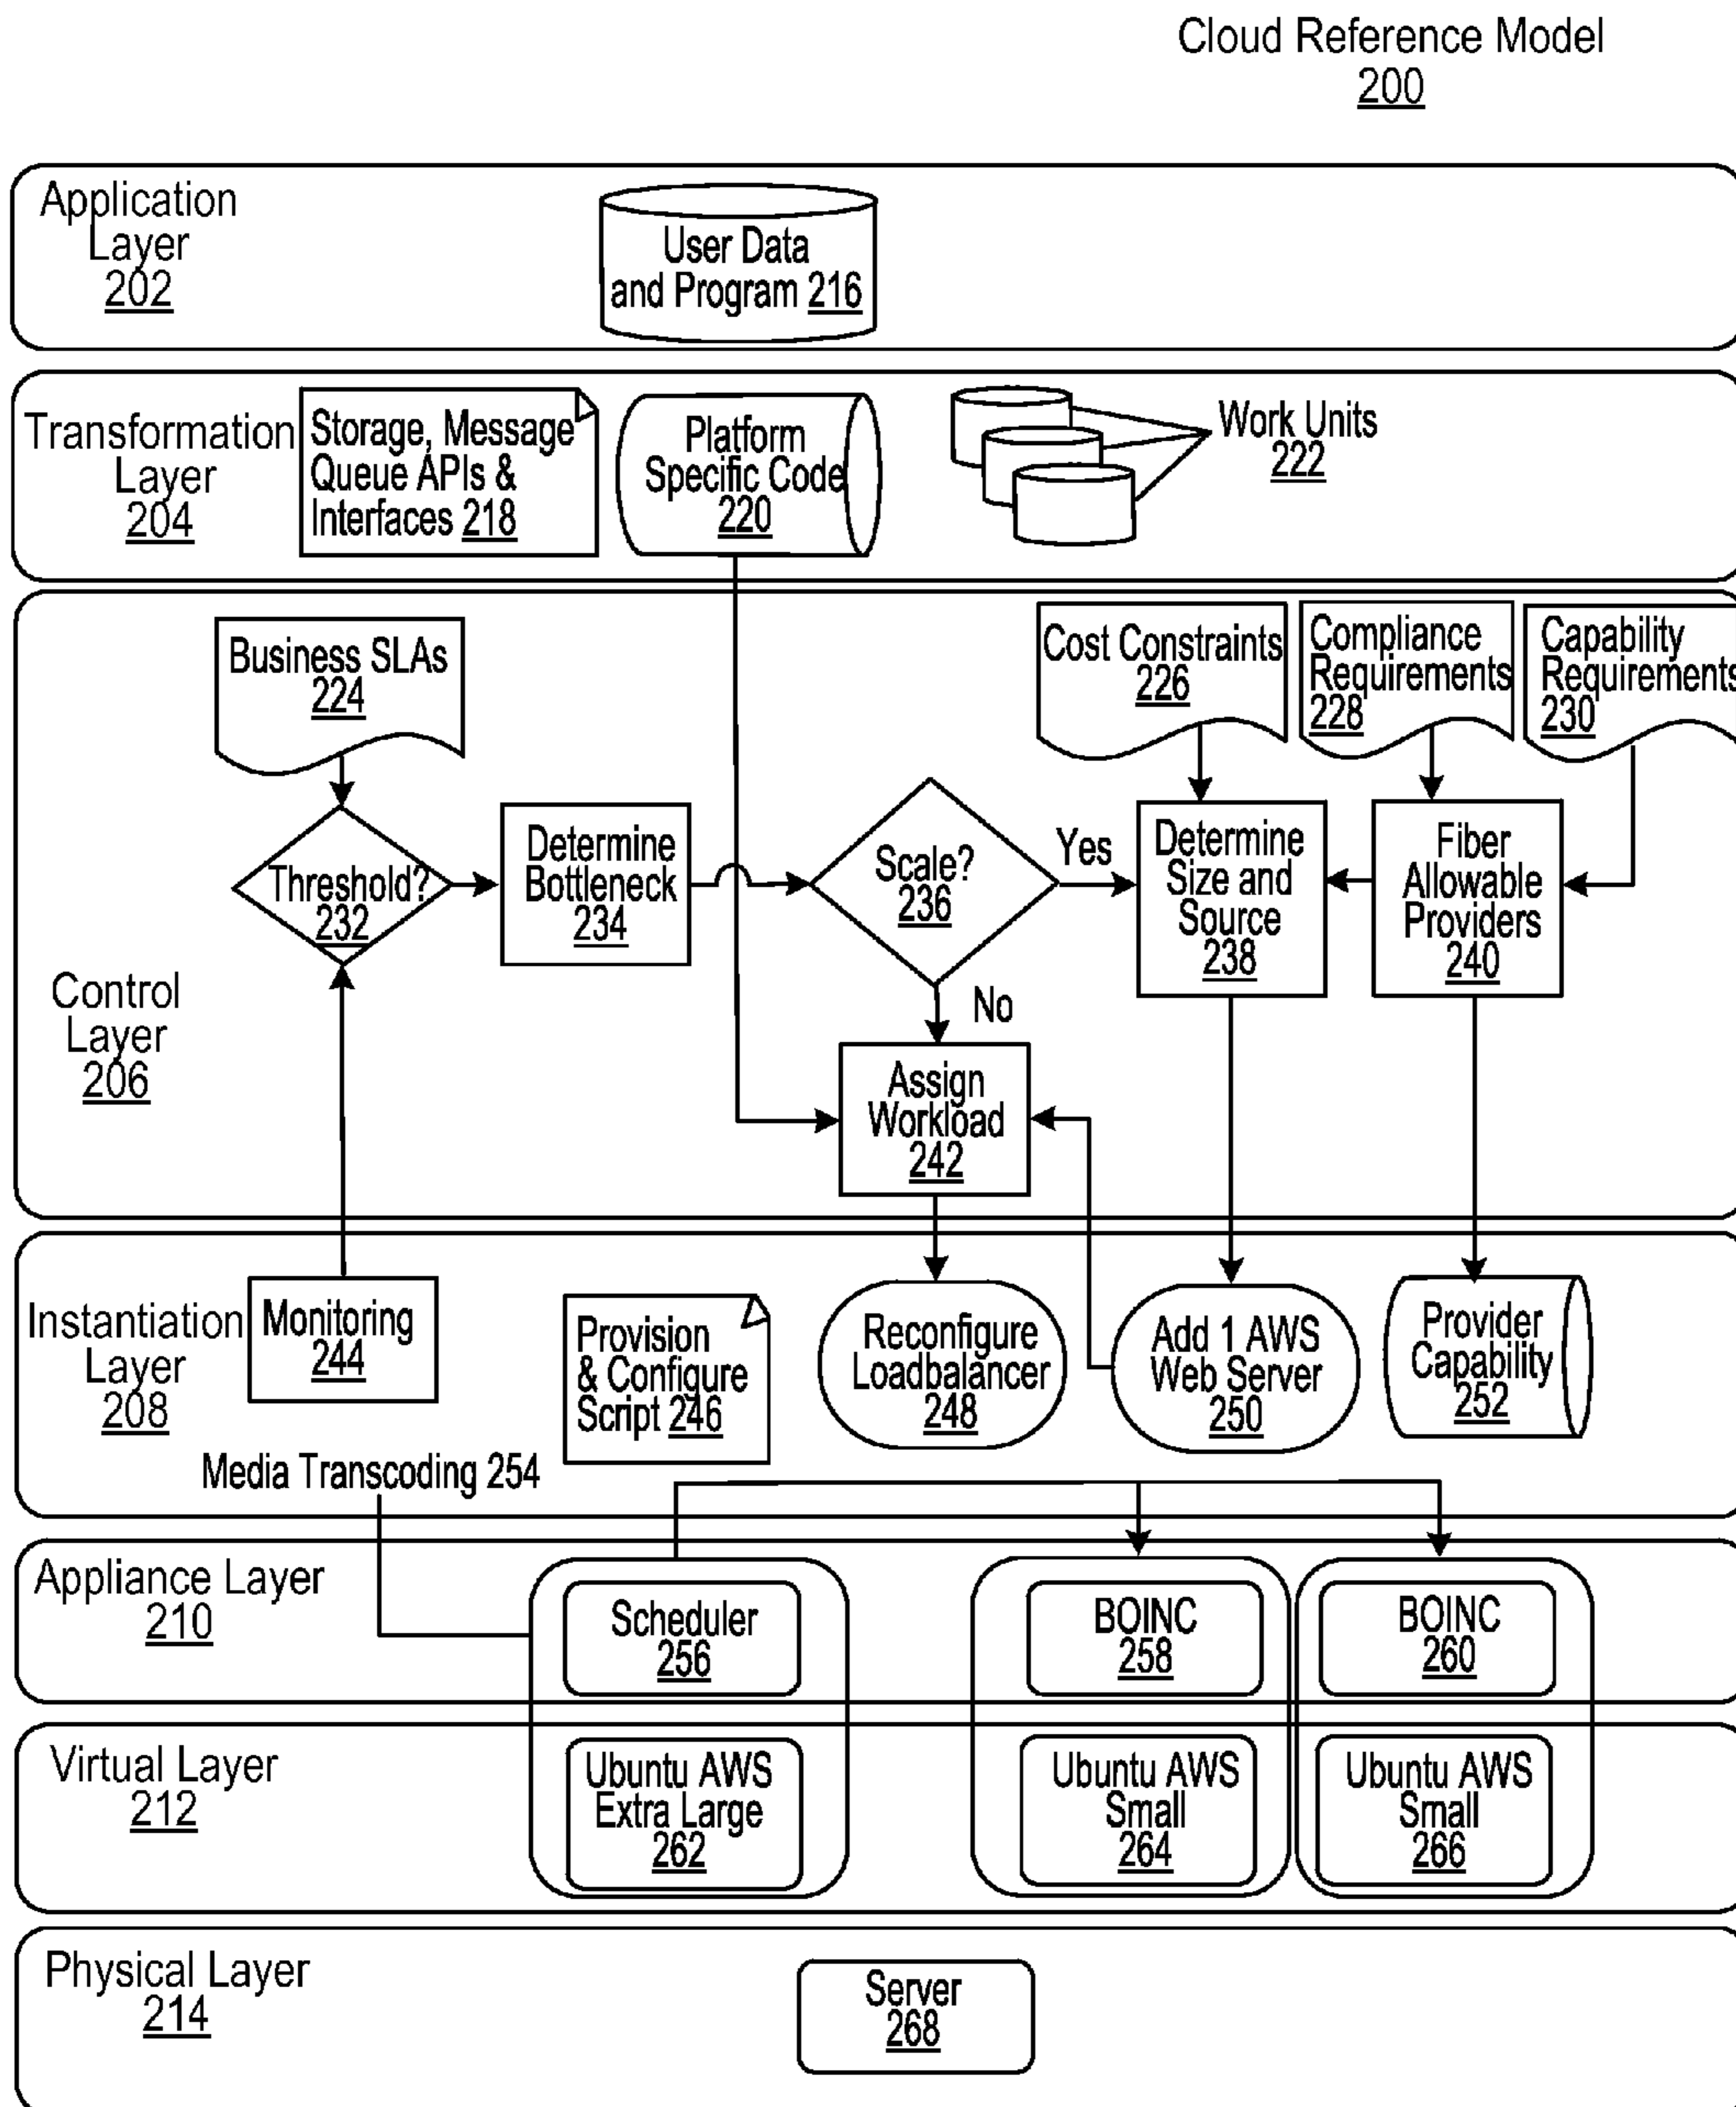 Cloud Reference Model
200
Application
Layer
202
User Data
and Program 216
Transformation
Layer
204
Storage, Message
Queue APIs &
Interfaces 218
Platform
Specific Code
220
Work Units
222
Control
Layer
206
Business SLAs
224
Cost Constraints
226
Compliance
Requirements
228
Capability
Requirements
230
Threshold?
232
Determine
Bottleneck
234
Scale?
236
Yes
No
Determine
Size and
Source
238
Fiber
Allowable
Providers
240
Assign
Workload
242
Instantiation
Layer
208
Monitoring
244
Provision
& Configure
Script 246
Reconfigure
Loadbalancer
248
Add 1 AWS
Web Server
250
Provider
Capability
252
Media Transcoding 254
Appliance Layer
210
Scheduler
256
BOINC
258
BOINC
260
Virtual Layer
212
Ubuntu AWS
Extra Large
262
Ubuntu AWS
Small
264
Ubuntu AWS
Small
266
Physical Layer
214
Server
268